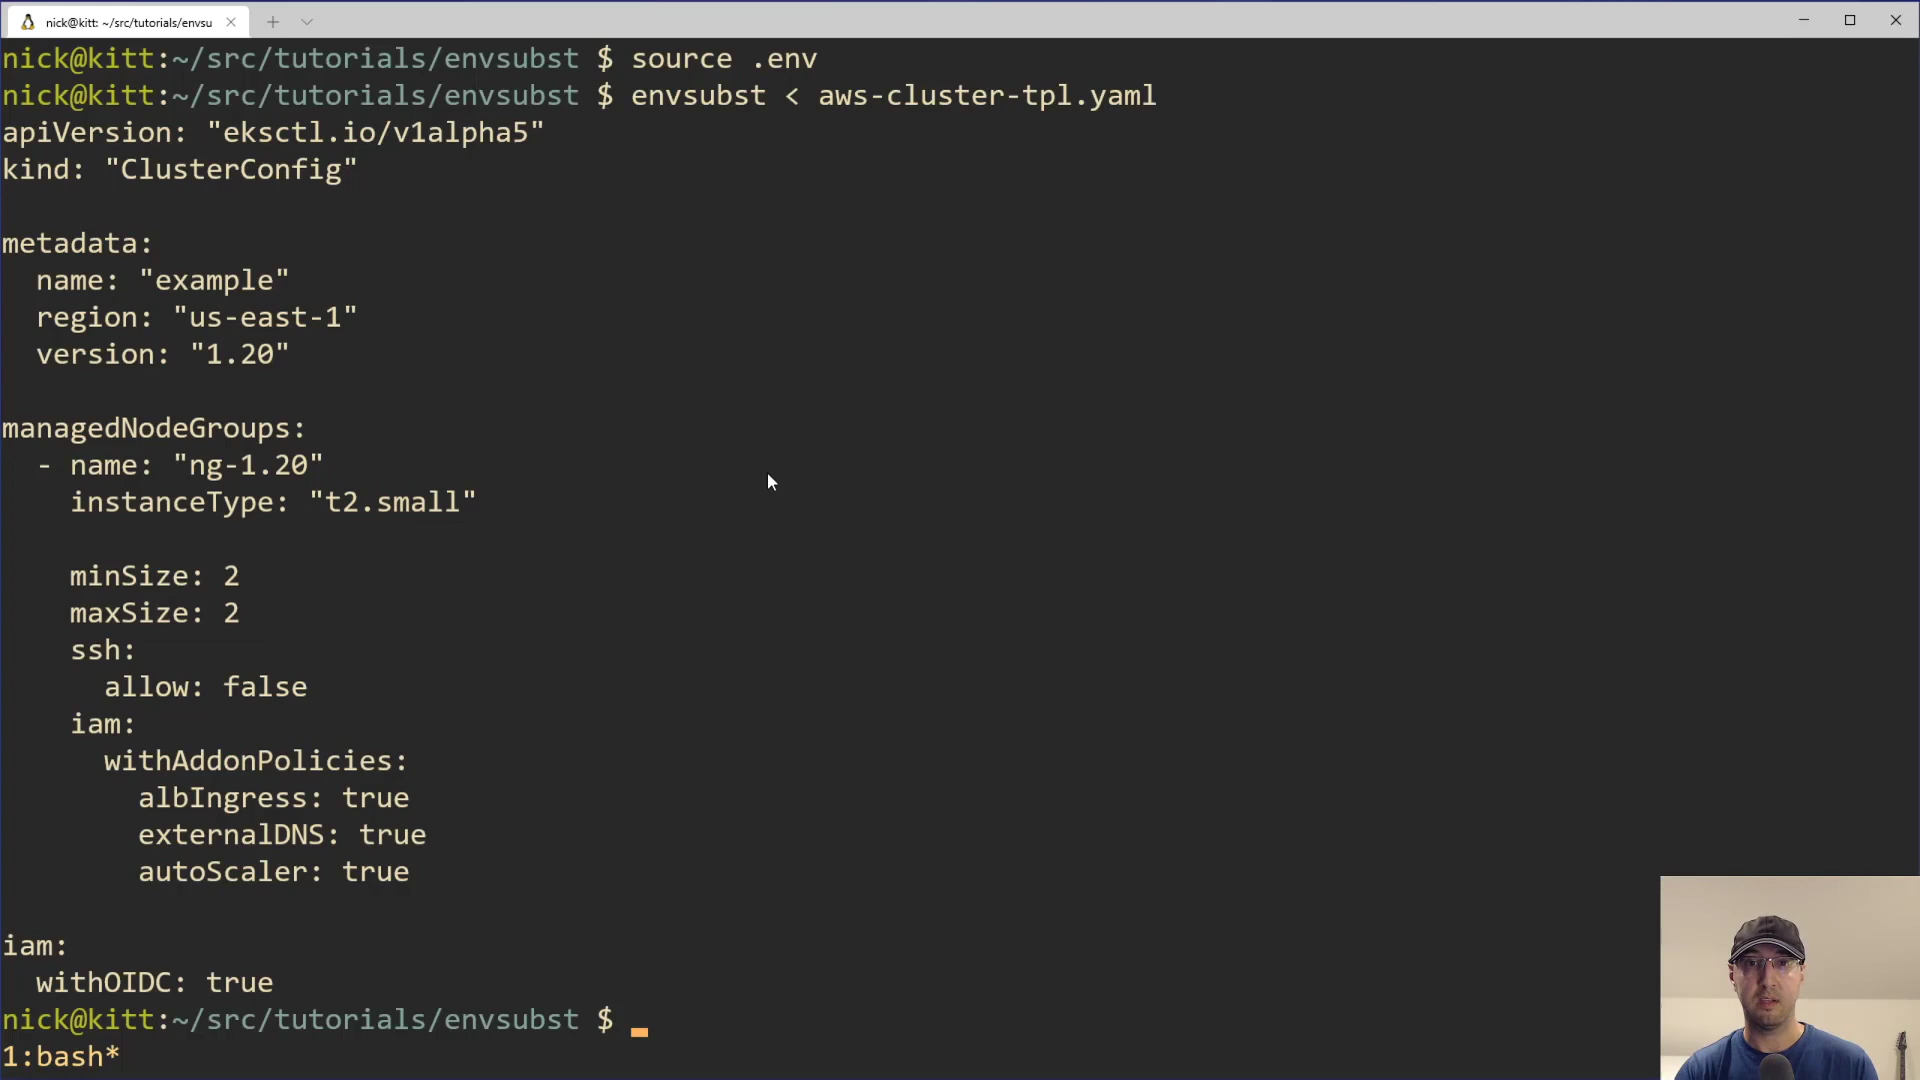 nick@kitt: ~/src/tutorials/envsu
nick@kitt:~/src/tutorials/envsubst $ source .env
nick@kitt:~/src/tutorials/envsubst $ envsubst < aws-cluster-tpl.yaml
apiVersion: "eksctl.io/v1alpha5"
kind: "ClusterConfig"

metadata:
  name: "example"
  region: "us-east-1"
  version: "1.20"

managedNodeGroups:
  - name: "ng-1.20"
    instanceType: "t2.small"

    minSize: 2
    maxSize: 2
    ssh:
      allow: false
    iam:
      withAddonPolicies:
        albIngress: true
        externalDNS: true
        autoScaler: true

iam:
  withOIDC: true
nick@kitt:~/src/tutorials/envsubst $
1:bash*